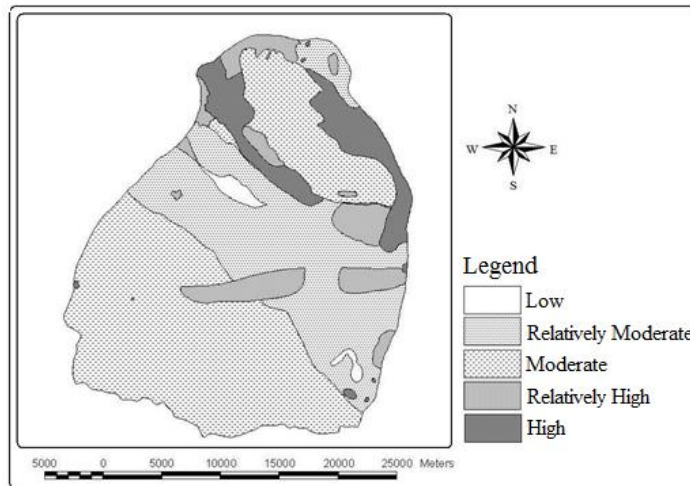 N
W E
S
Legend
Low
Relatively Moderate
Moderate
Relatively High
High
5000 0 5000 10000 15000 20000 25000 Meters